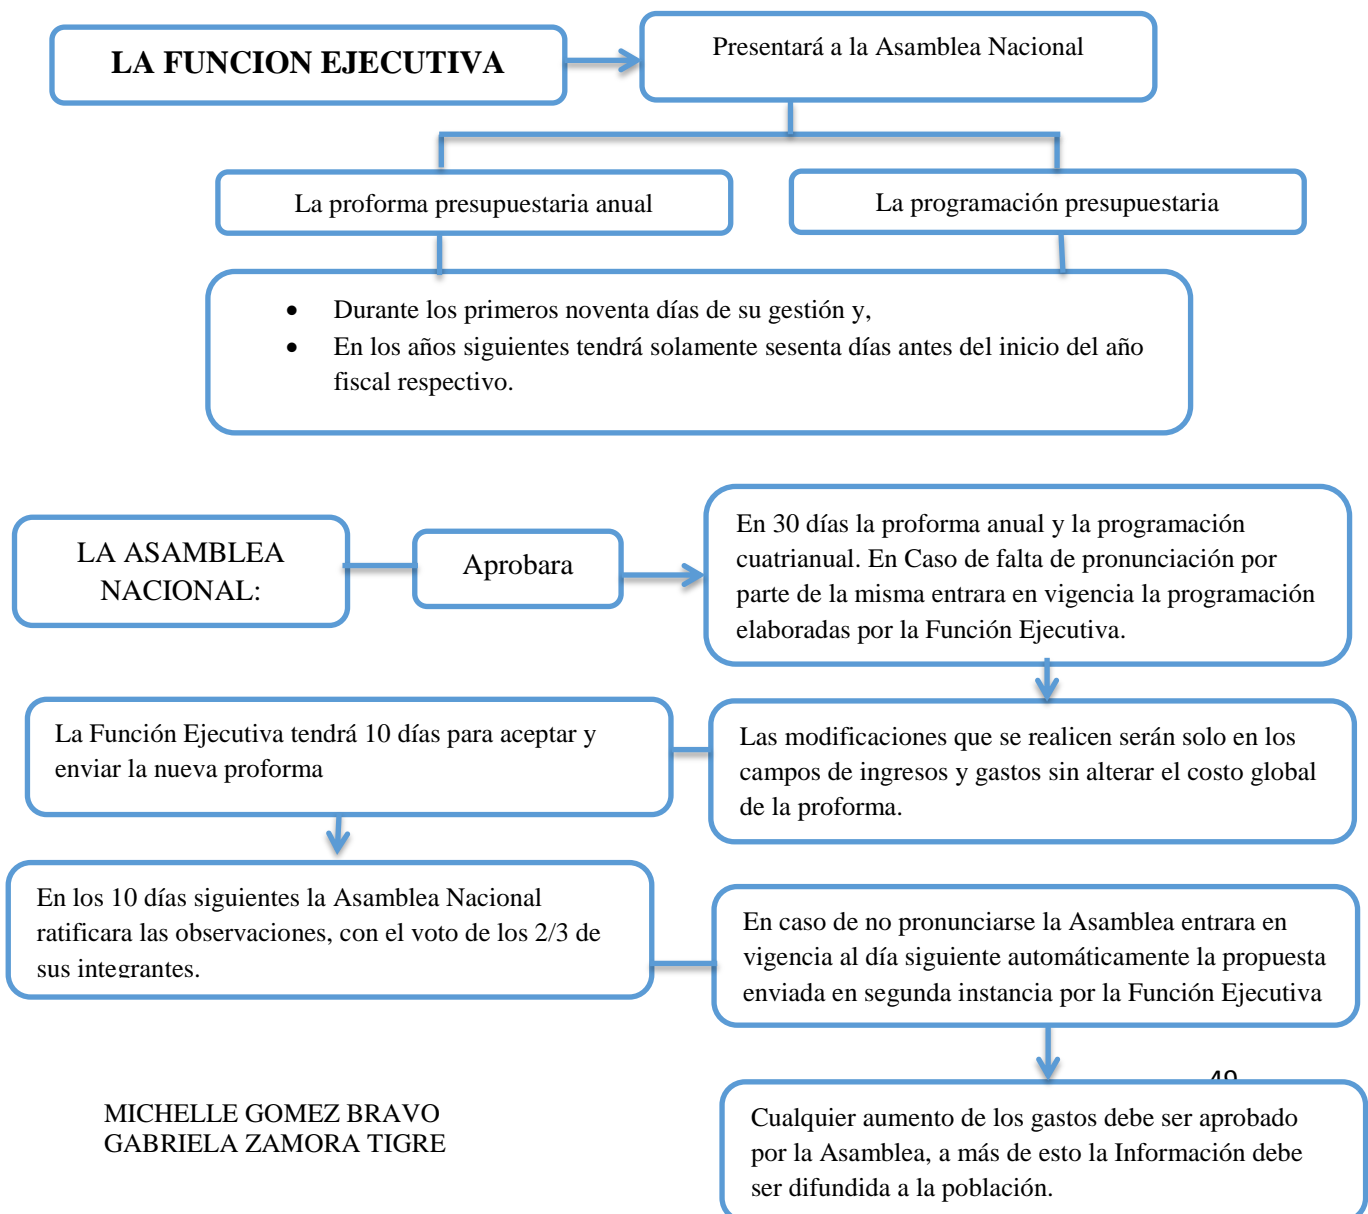 LA FUNCION EJECUTIVA
Presentará a la Asamblea Nacional
La proforma presupuestaria anual
La programación presupuestaria
• Durante los primeros noventa días de su gestión y,
• En los años siguientes tendrá solamente sesenta días antes del inicio del año
fiscal respectivo.
LA ASAMBLEA
NACIONAL:
Aprobara
En 30 días la proforma anual y la programación
cuatrianual. En Caso de falta de pronunciación por
parte de la misma entrara en vigencia la programación
elaboradas por la Función Ejecutiva.
Las modificaciones que se realicen serán solo en los
campos de ingresos y gastos sin alterar el costo global
de la proforma.
La Función Ejecutiva tendrá 10 días para aceptar y
enviar la nueva proforma
En los 10 días siguientes la Asamblea Nacional
ratificara las observaciones, con el voto de los 2/3 de
sus integrantes.
En caso de no pronunciarse la Asamblea entrara en
vigencia al día siguiente automáticamente la propuesta
enviada en segunda instancia por la Función Ejecutiva
49
Cualquier aumento de los gastos debe ser aprobado
por la Asamblea, a más de esto la Información debe
ser difundida a la población.
MICHELLE GOMEZ BRAVO
GABRIELA ZAMORA TIGRE